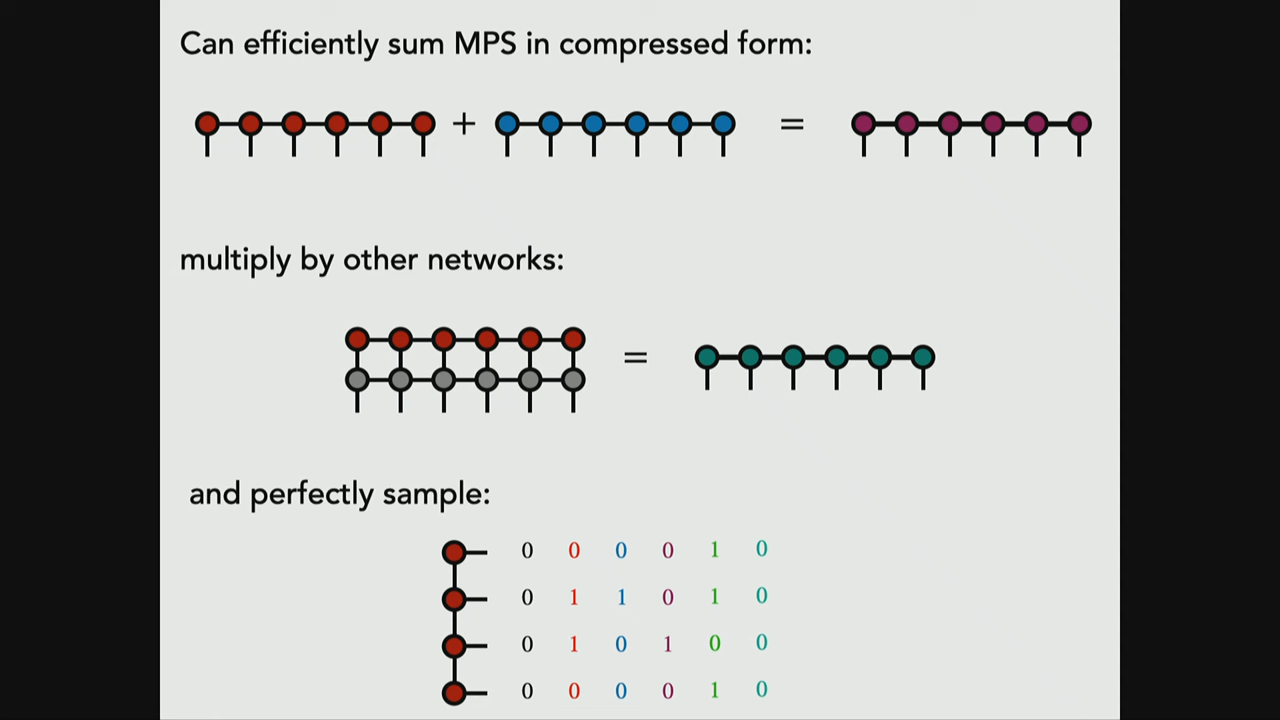 Can efficiently sum MPS in compressed form:
+ =
multiply by other networks:
=
and perfectly sample:
0 0 0 0 1 0
0 1 1 0 1 0
0 1 0 1 0 0
0 0 0 0 1 0